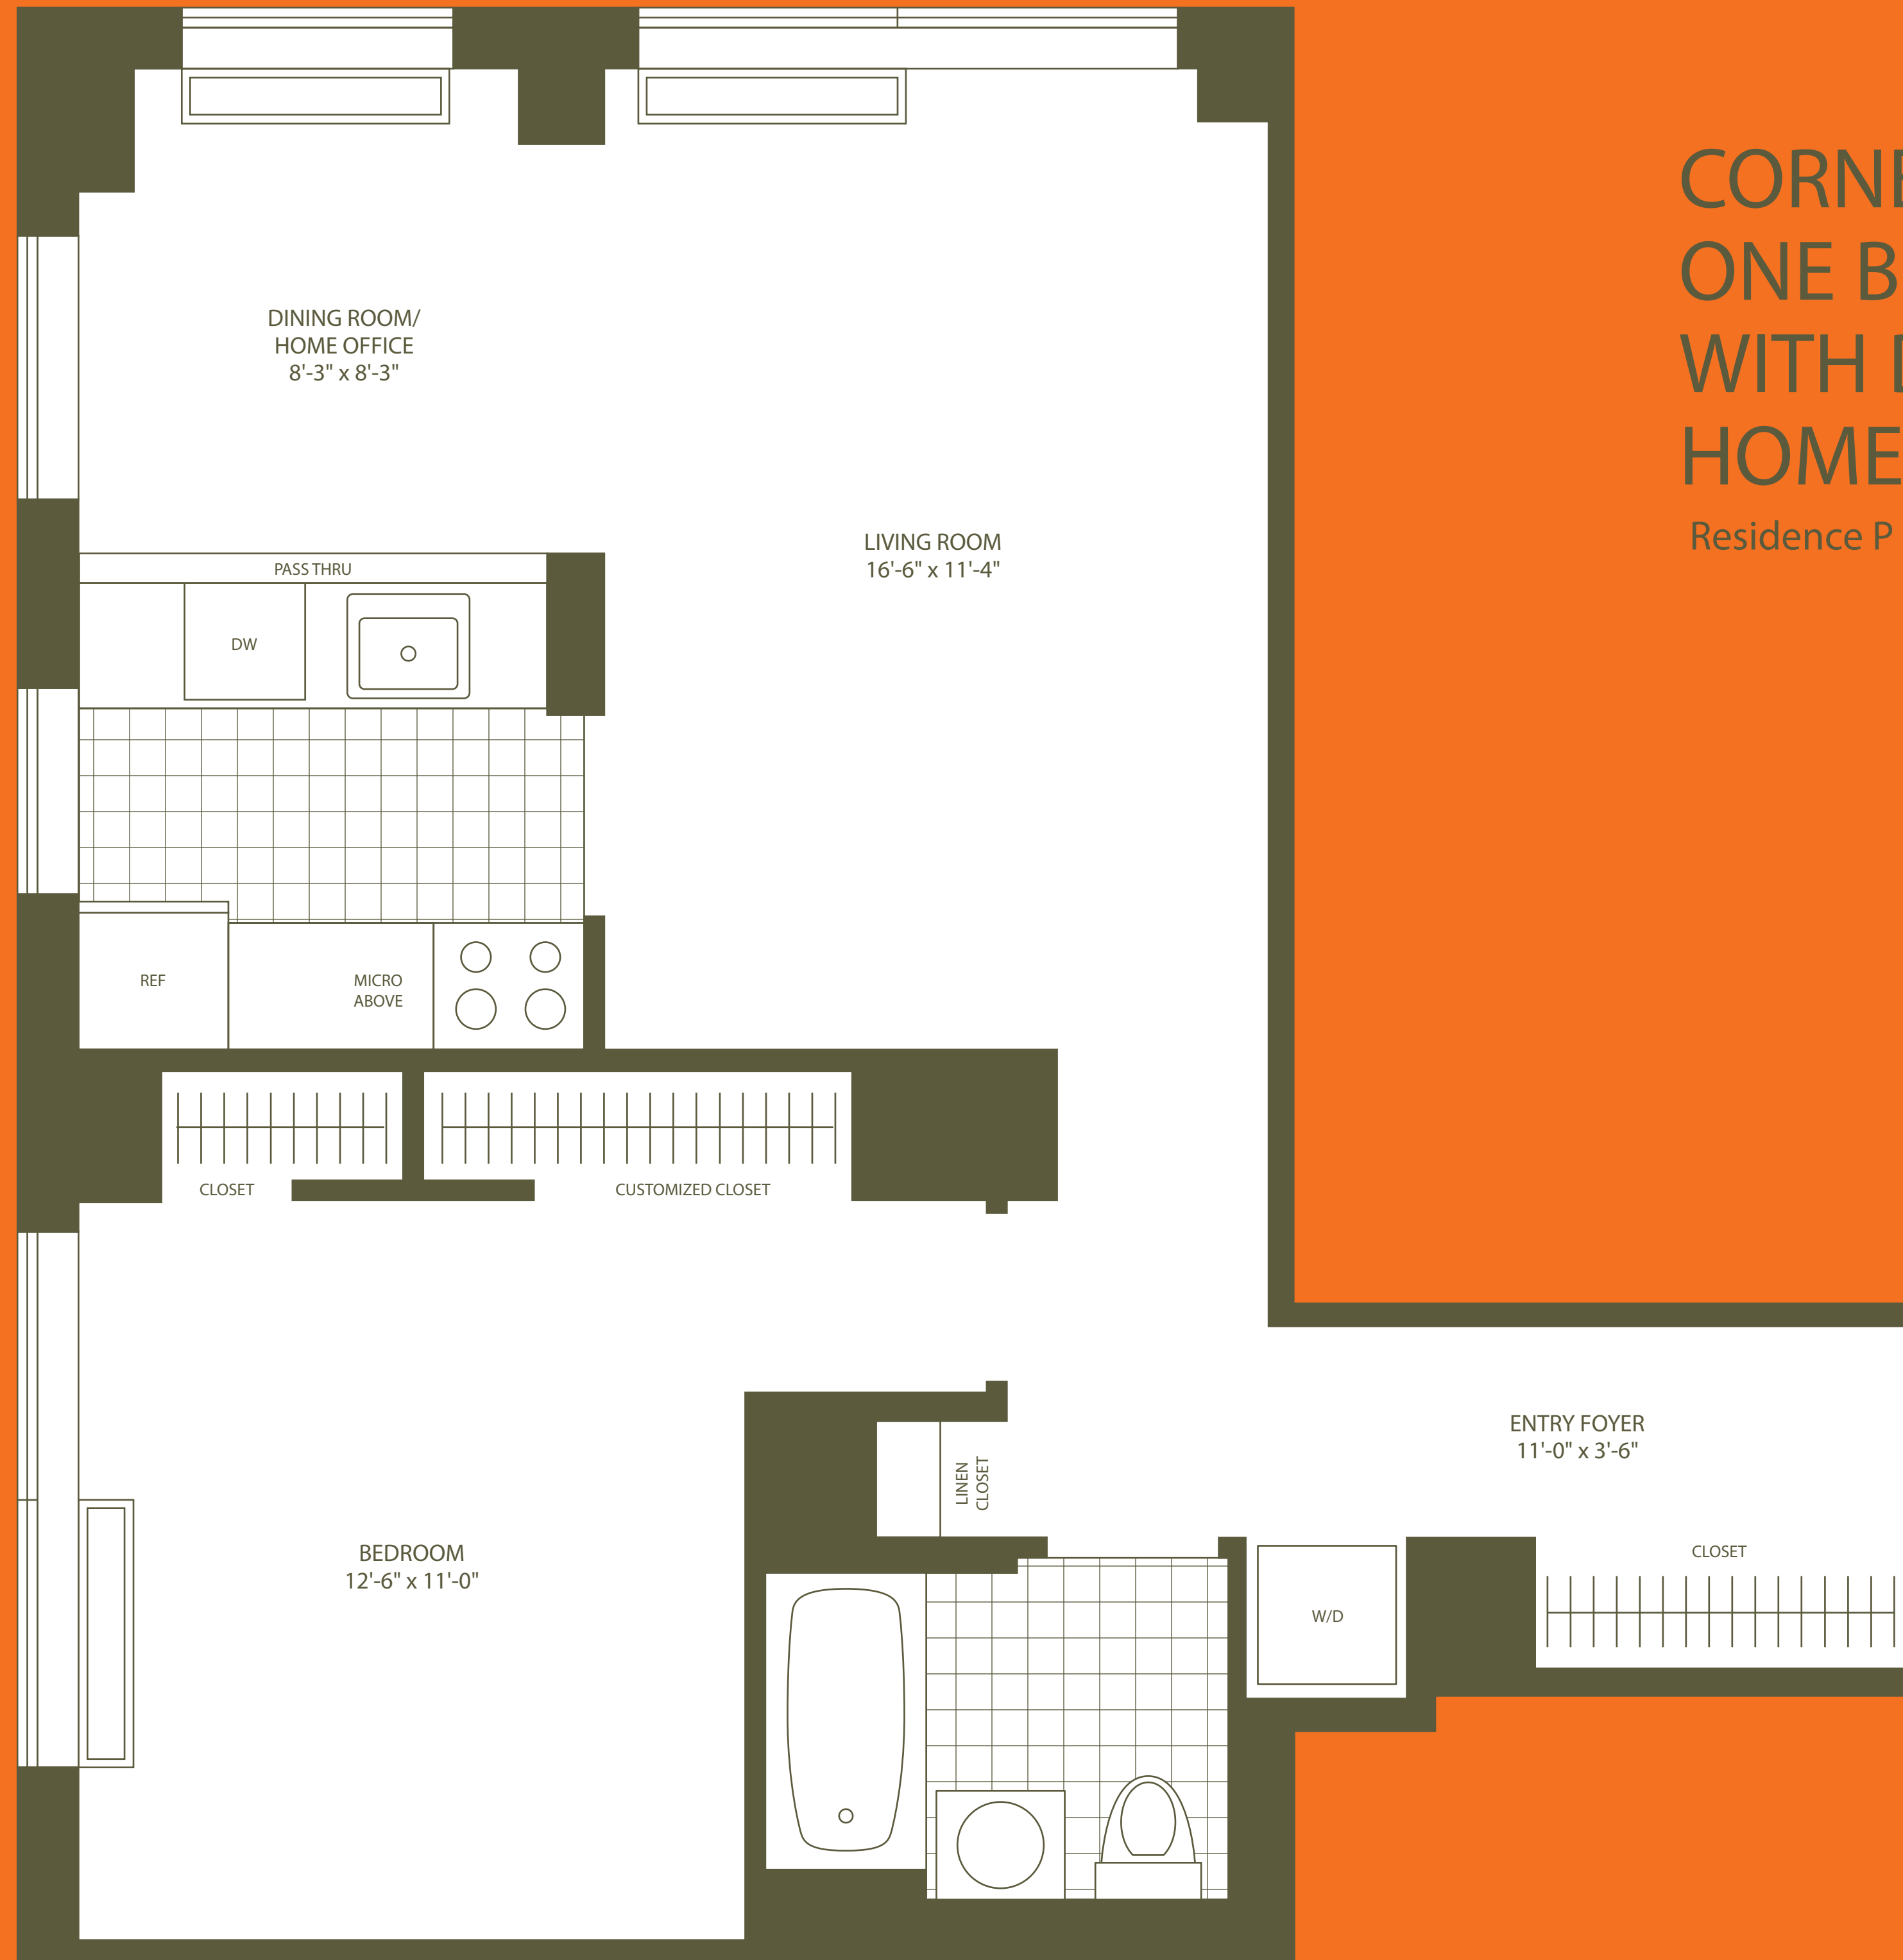 CORNE
ONE B
WITH D
HOME
Residence P
DINING ROOM/
HOME OFFICE
8'-3" x 8'-3"
LIVING ROOM
16'-6" x 11'-4"
PASS THRU
DW
REF
MICRO
ABOVE
CLOSET
CUSTOMIZED CLOSET
ENTRY FOYER
11'-0" x 3'-6"
LINEN
CLOSET
BEDROOM
12'-6" x 11'-0"
CLOSET
W/D